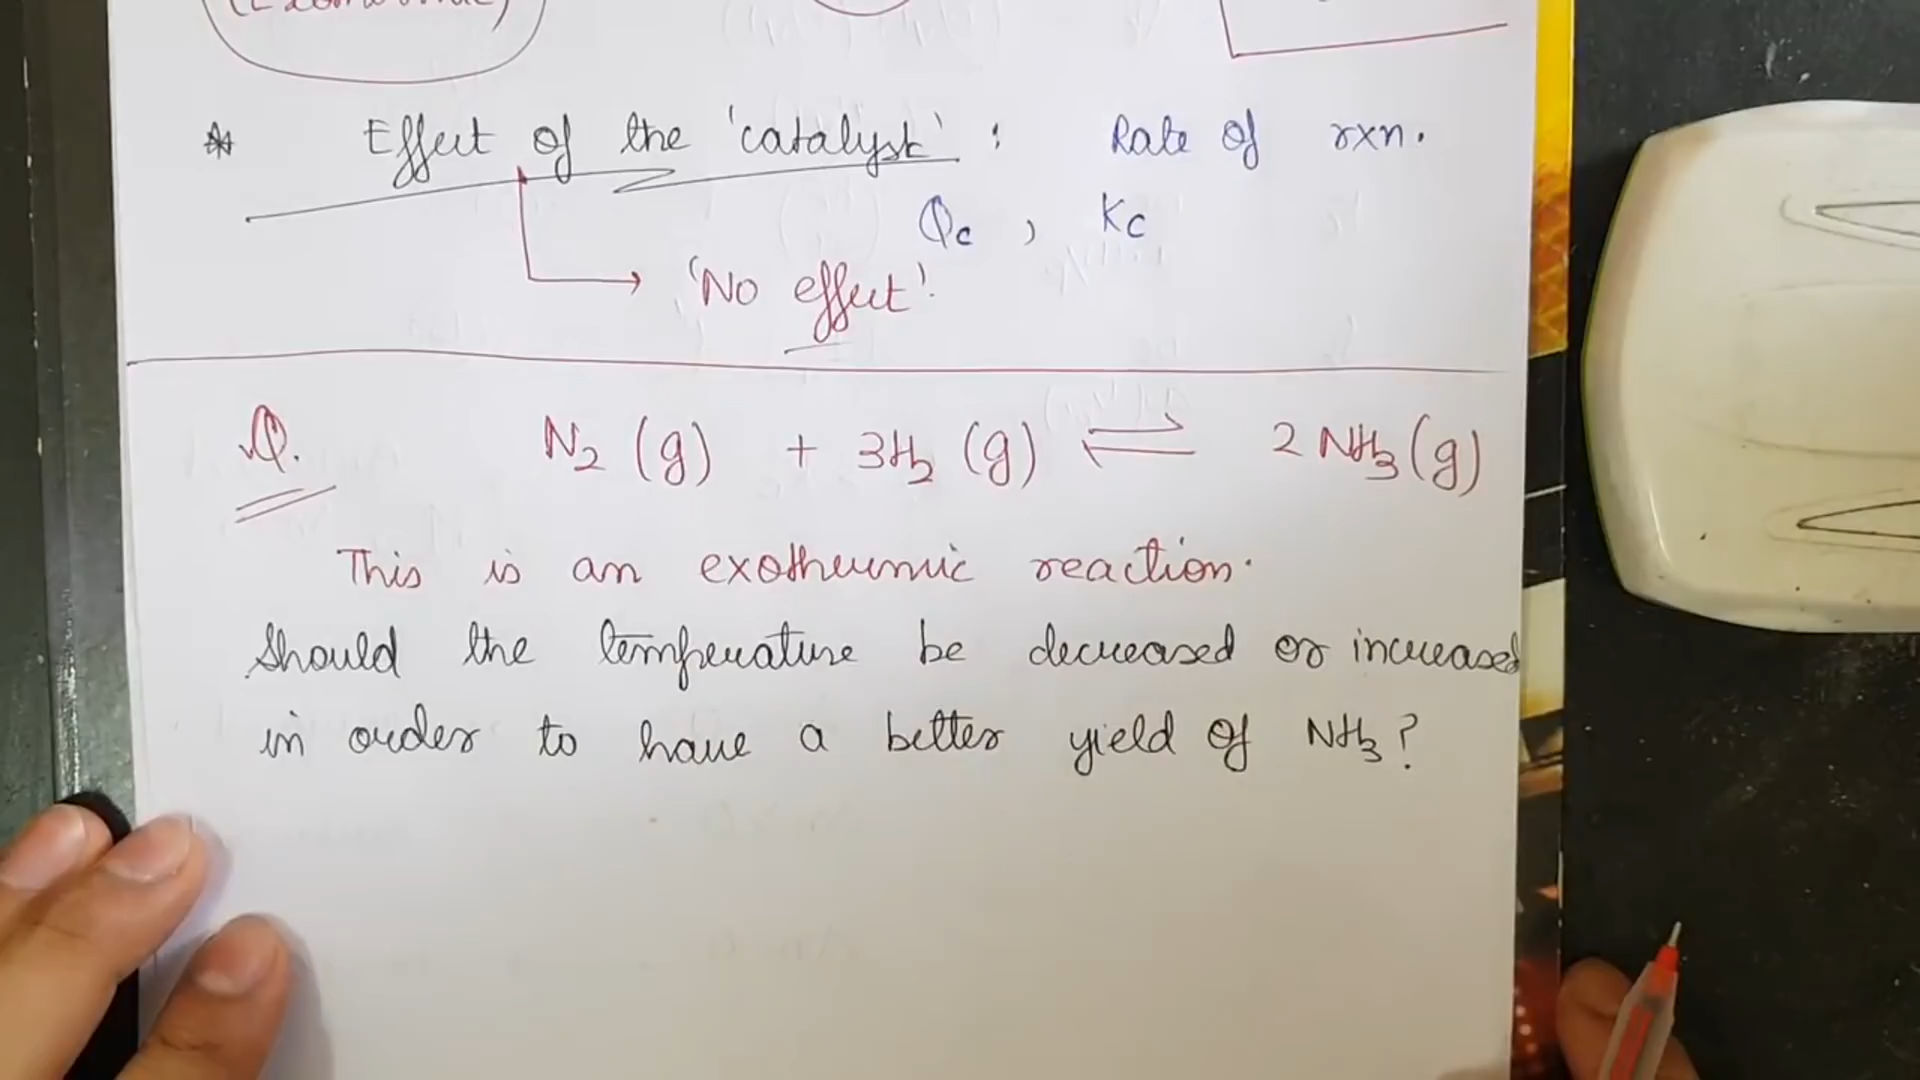 * Effect of the 'catalyst' : Rate of rxn.
Qc , Kc
'No effect'.
Q. N2 (g) + 3H2 (g) ⇌ 2 NH3 (g)
This is an exothermic reaction.
Should the temperature be decreased or increased
in order to have a better yield of NH3?